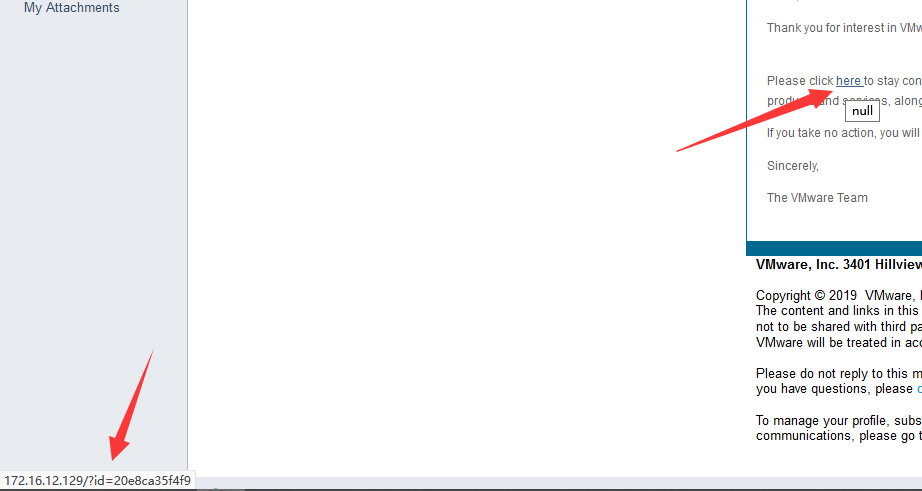 My Attachments
Thank you for interest in VMw
Please click here to stay con
produ and services, along
null
If you take no action, you will
Sincerely,
The VMware Team
VMware, Inc. 3401 Hillview
Copyright © 2019 VMware, I
The content and links in this
not to be shared with third pa
VMware will be treated in acc
Please do not reply to this m
you have questions, please c
To manage your profile, subs
communications, please go t
172.16.12.129/?id=20e8ca35f4f9